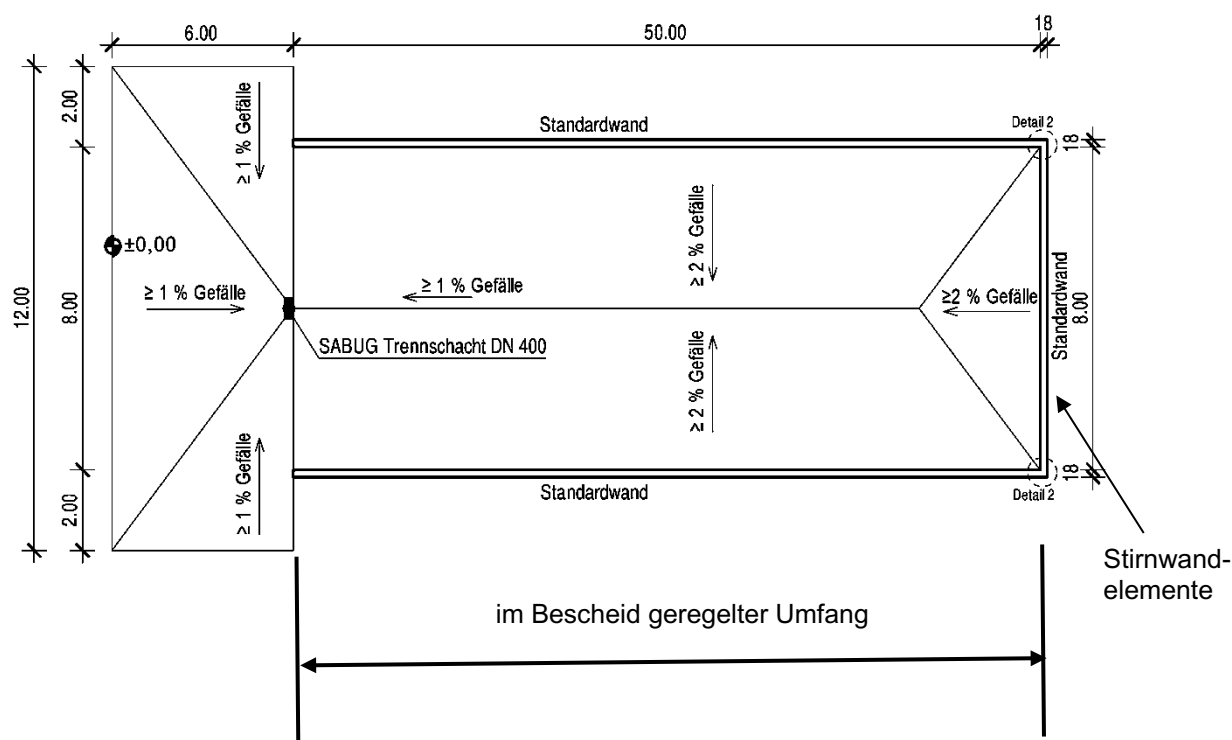 6.00
50.00
18
2.00
8.00
2.00
12.00
≥ 1 % Gefälle
Standardwand
Detail 2
18
±0,00
≥ 2 % Gefälle
≥ 1 % Gefälle
≥ 1 % Gefälle
≥2 % Gefälle
Standardwand
8.00
SABUG Trennschacht DN 400
≥ 2 % Gefälle
≥ 1 % Gefälle
Standardwand
18
Detail 2
Stirnwand-
elemente
im Bescheid geregelter Umfang